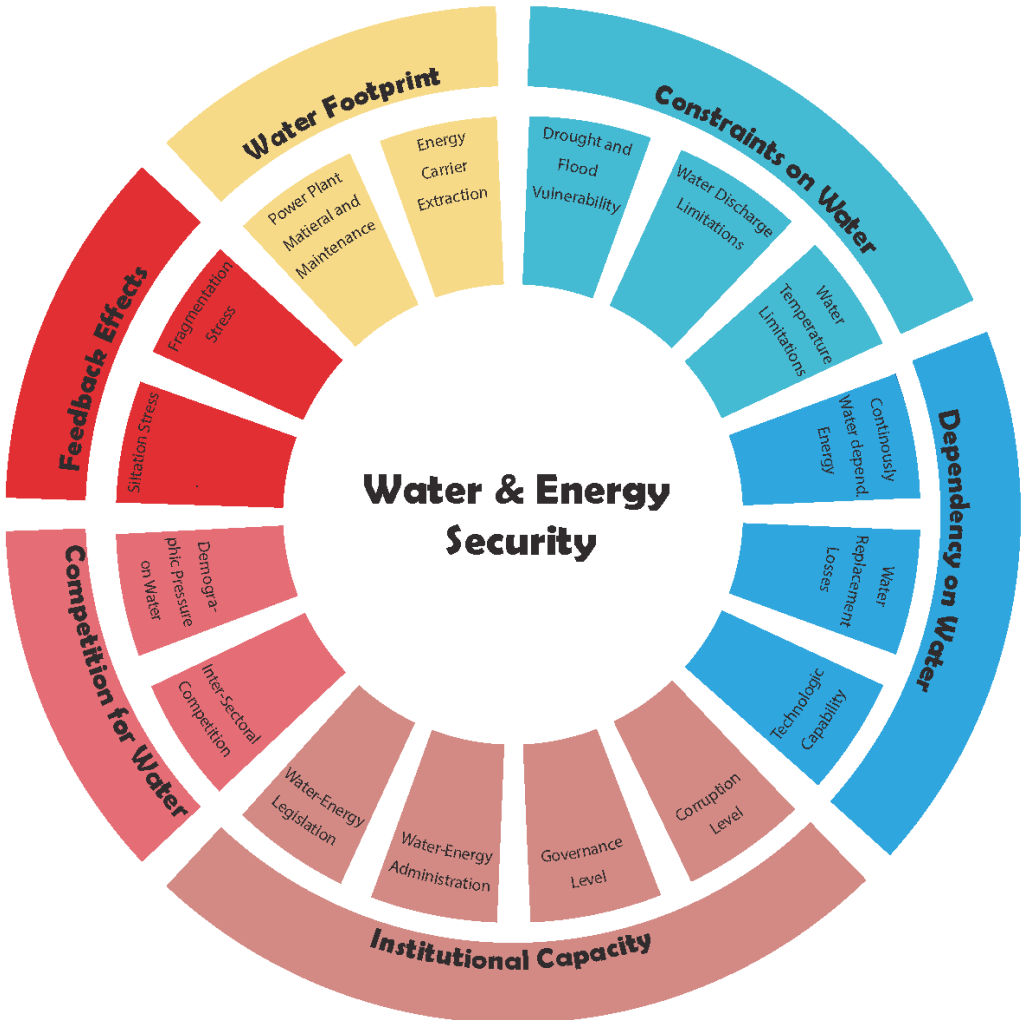 Water & Energy
Security
Water Footprint
Power Plant
Matieral and
Maintenance
Energy
Carrier
Extraction
Constraints on Water
Drought and
Flood
Vulnerability
Water Discharge
Limitations
Water
Temperature
Limitations
Dependency on Water
Continously
Water depend.
Energy
Water
Replacement
Losses
Technologic
Capability
Institutional Capacity
Corruption
Level
Governance
Level
Water-Energy
Administration
Water-Energy
Legislation
Competition for Water
Inter-Sectoral
Competition
Demogra-
phic Pressure
on Water
Feedback Effects
Siltation Stress
Fragmentation
Stress